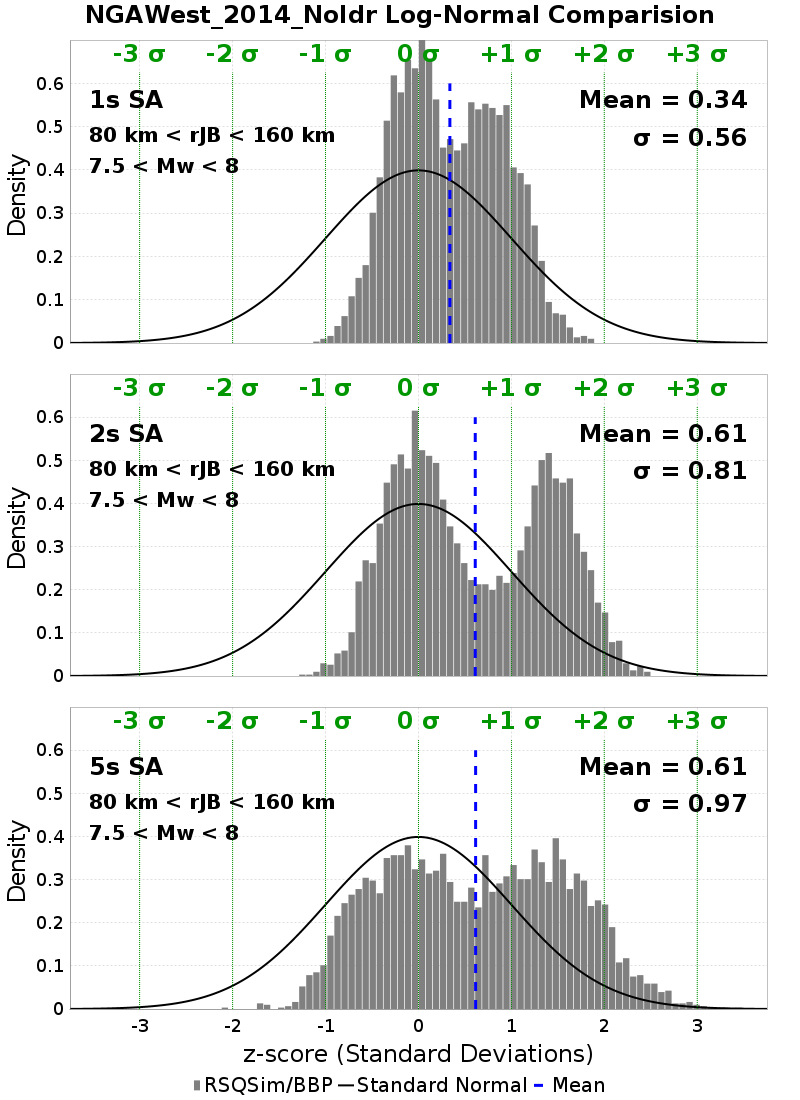 NGAWest_2014_NoIdr Log-Normal Comparision
-3 σ -2 σ -1 σ 0 σ +1 σ +2 σ +3 σ
1s SA
Mean = 0.34
80 km < rJB < 160 km
σ = 0.56
7.5 < Mw < 8
Density
0.6
0.5
0.4
0.3
0.2
0.1
0
-3 σ -2 σ -1 σ 0 σ +1 σ +2 σ +3 σ
2s SA
Mean = 0.61
80 km < rJB < 160 km
σ = 0.81
7.5 < Mw < 8
Density
0.6
0.5
0.4
0.3
0.2
0.1
0
-3 σ -2 σ -1 σ 0 σ +1 σ +2 σ +3 σ
5s SA
Mean = 0.61
80 km < rJB < 160 km
σ = 0.97
7.5 < Mw < 8
Density
0.6
0.5
0.4
0.3
0.2
0.1
0
-3 -2 -1 0 1 2 3
z-score (Standard Deviations)
RSQSim/BBP Standard Normal Mean